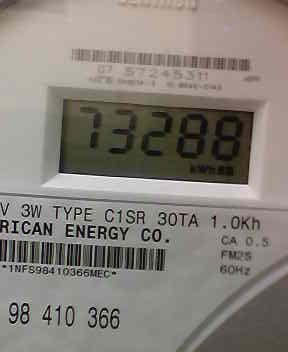 07 57245311
73288
kWh
V 3W TYPE C1SR 30TA 1.0Kh
RICAN ENERGY CO.
CA 0.5
FM2S
60Hz
*1NFS98410366MEC*
98 410 366